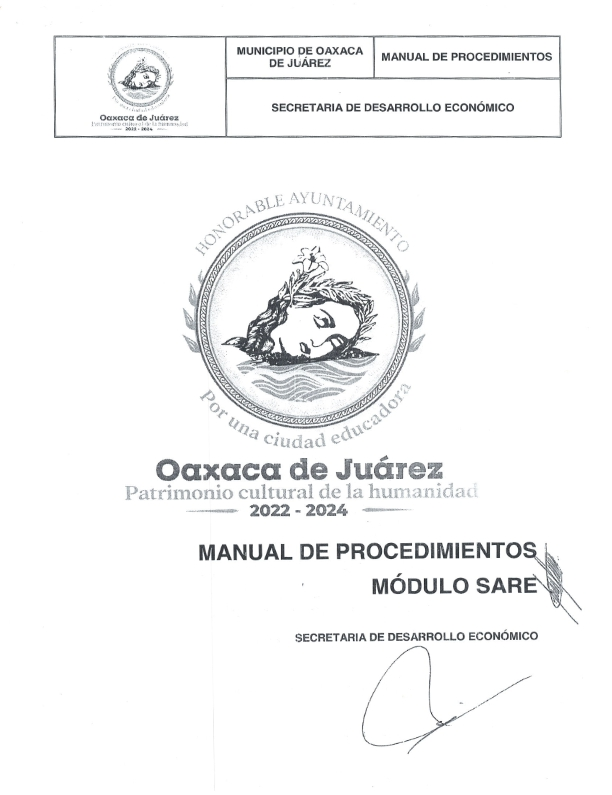 MUNICIPIO DE OAXACA
DE JUÁREZ
MANUAL DE PROCEDIMIENTOS
Oaxaca de Juárez
Patrimonio cultural de la humanidad
2022 - 2024
SECRETARIA DE DESARROLLO ECONÓMICO
HONORABLE AYUNTAMIENTO
Por una ciudad educadora
Oaxaca de Juárez
Patrimonio cultural de la humanidad
2022 - 2024
MANUAL DE PROCEDIMIENTOS
MÓDULO SARE
SECRETARIA DE DESARROLLO ECONÓMICO